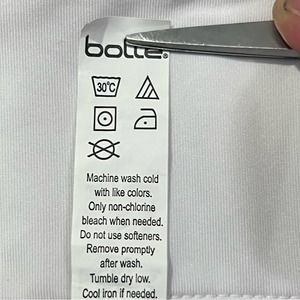 bolle®
30°C
Machine wash cold
with like colors.
Only non-chlorine
bleach when needed.
Do not use softeners.
Remove promptly
after wash.
Tumble dry low.
Cool iron if needed.